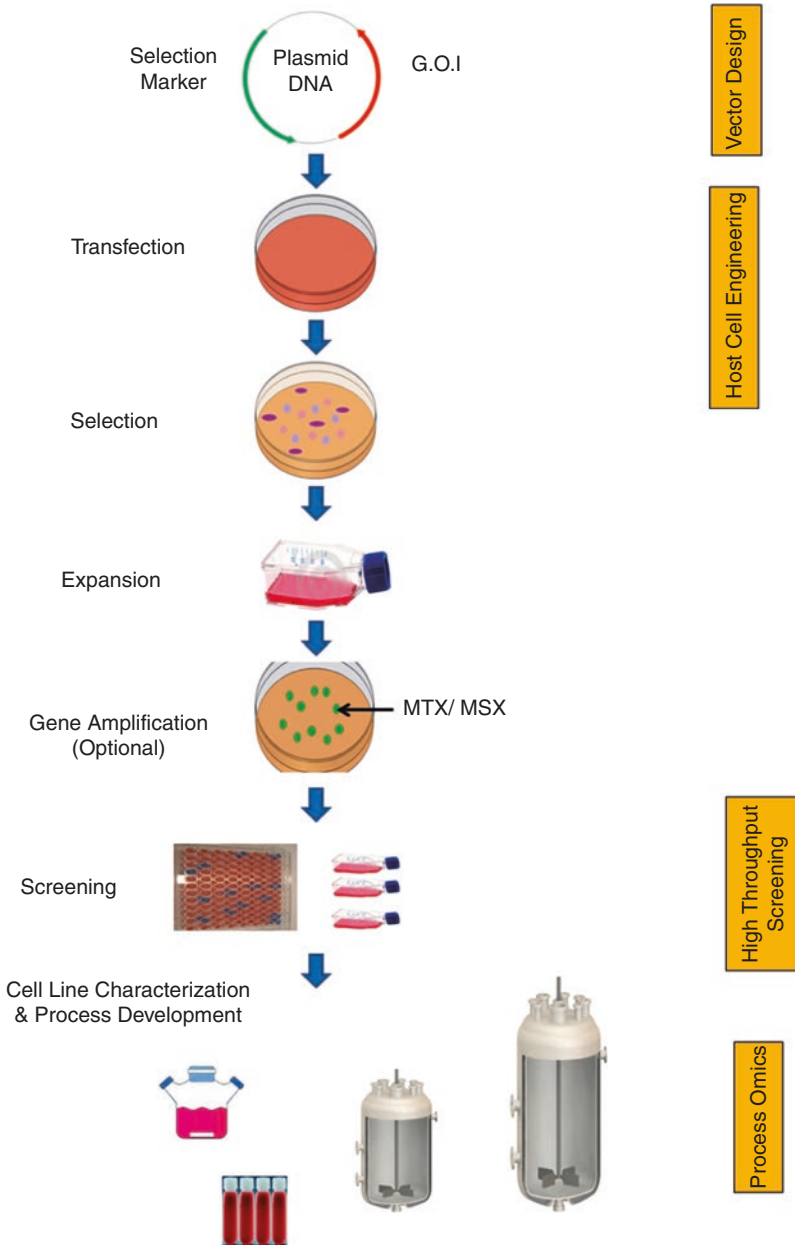 Selection
Marker
Plasmid
DNA
G.O.I
Vector Design
Transfection
Host Cell Engineering
Selection
Expansion
Gene Amplification
(Optional)
MTX/ MSX
Screening
High Throughput
Screening
Cell Line Characterization
& Process Development
Process Omics